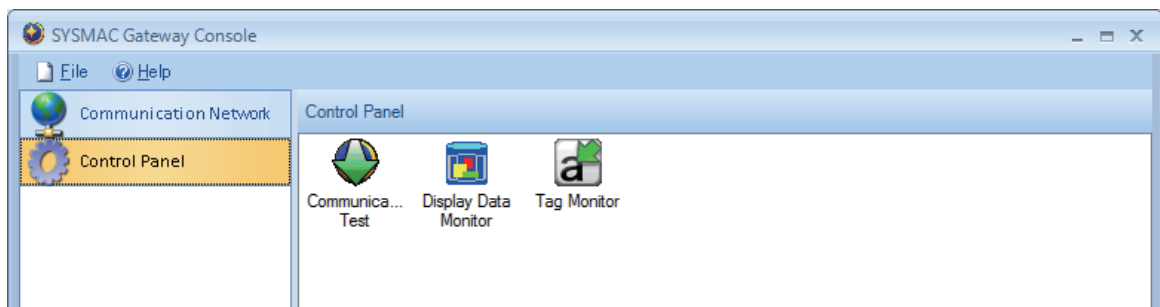 SYSMAC Gateway Console
File Help
Communication Network Control Panel
Control Panel
Communica... Display Data Tag Monitor
Test Monitor